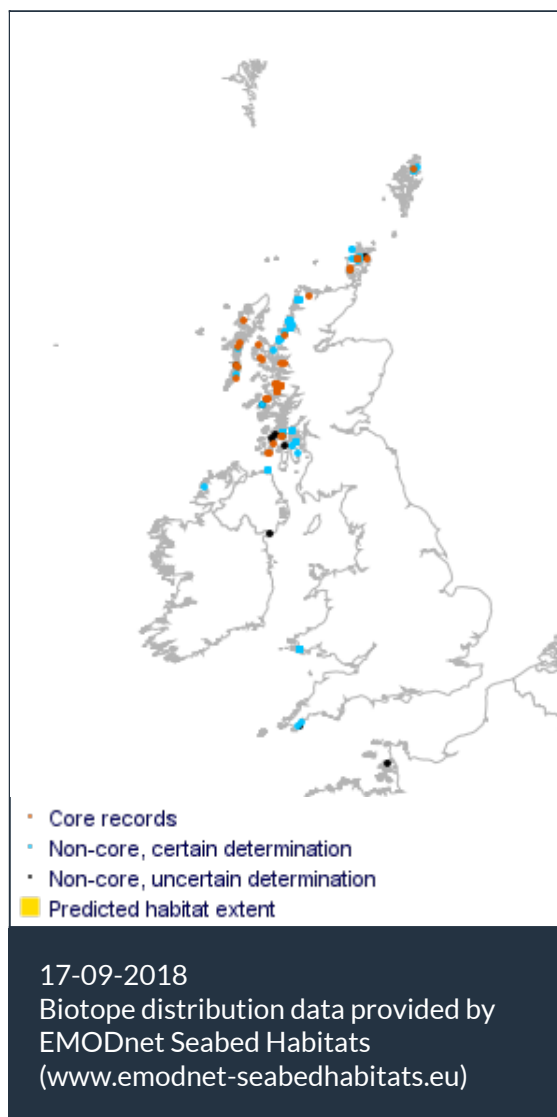 Core records
Non-core, certain determination
Non-core, uncertain determination
Predicted habitat extent
17-09-2018
Biotope distribution data provided by
EMODnet Seabed Habitats
(www.emodnet-seabedhabitats.eu)